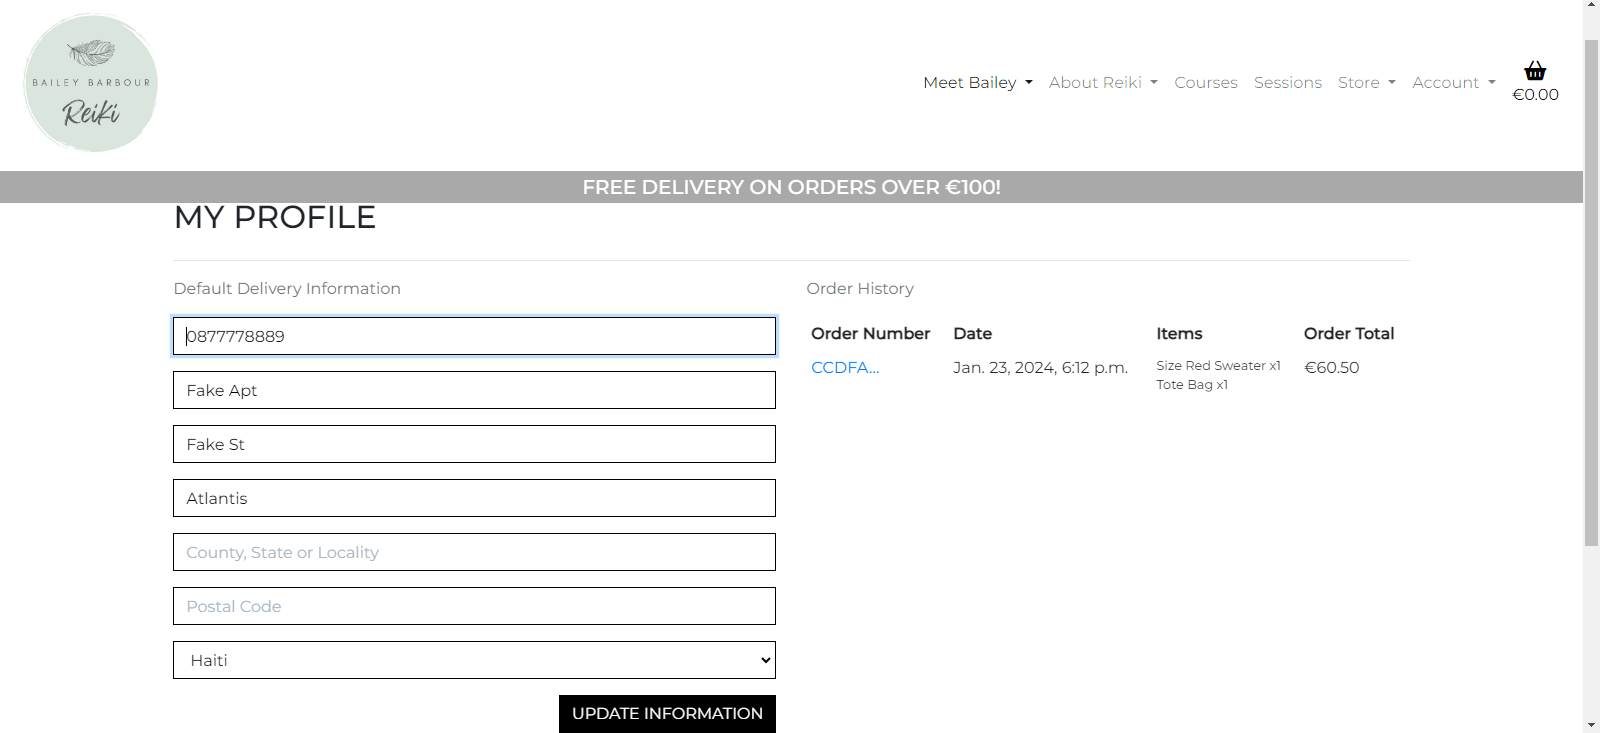 BAILEY BARBOUR
Reiki
Meet Bailey
About Reiki
Courses
Sessions
Store
Account
€0.00
FREE DELIVERY ON ORDERS OVER €100!
MY PROFILE
Default Delivery Information
0877778889
Fake Apt
Fake St
Atlantis
County, State or Locality
Postal Code
Haiti
UPDATE INFORMATION
Order History
Order Number Date Items Order Total
CCDFA... Jan. 23, 2024, 6:12 p.m. Size Red Sweater x1 €60.50
Tote Bag x1